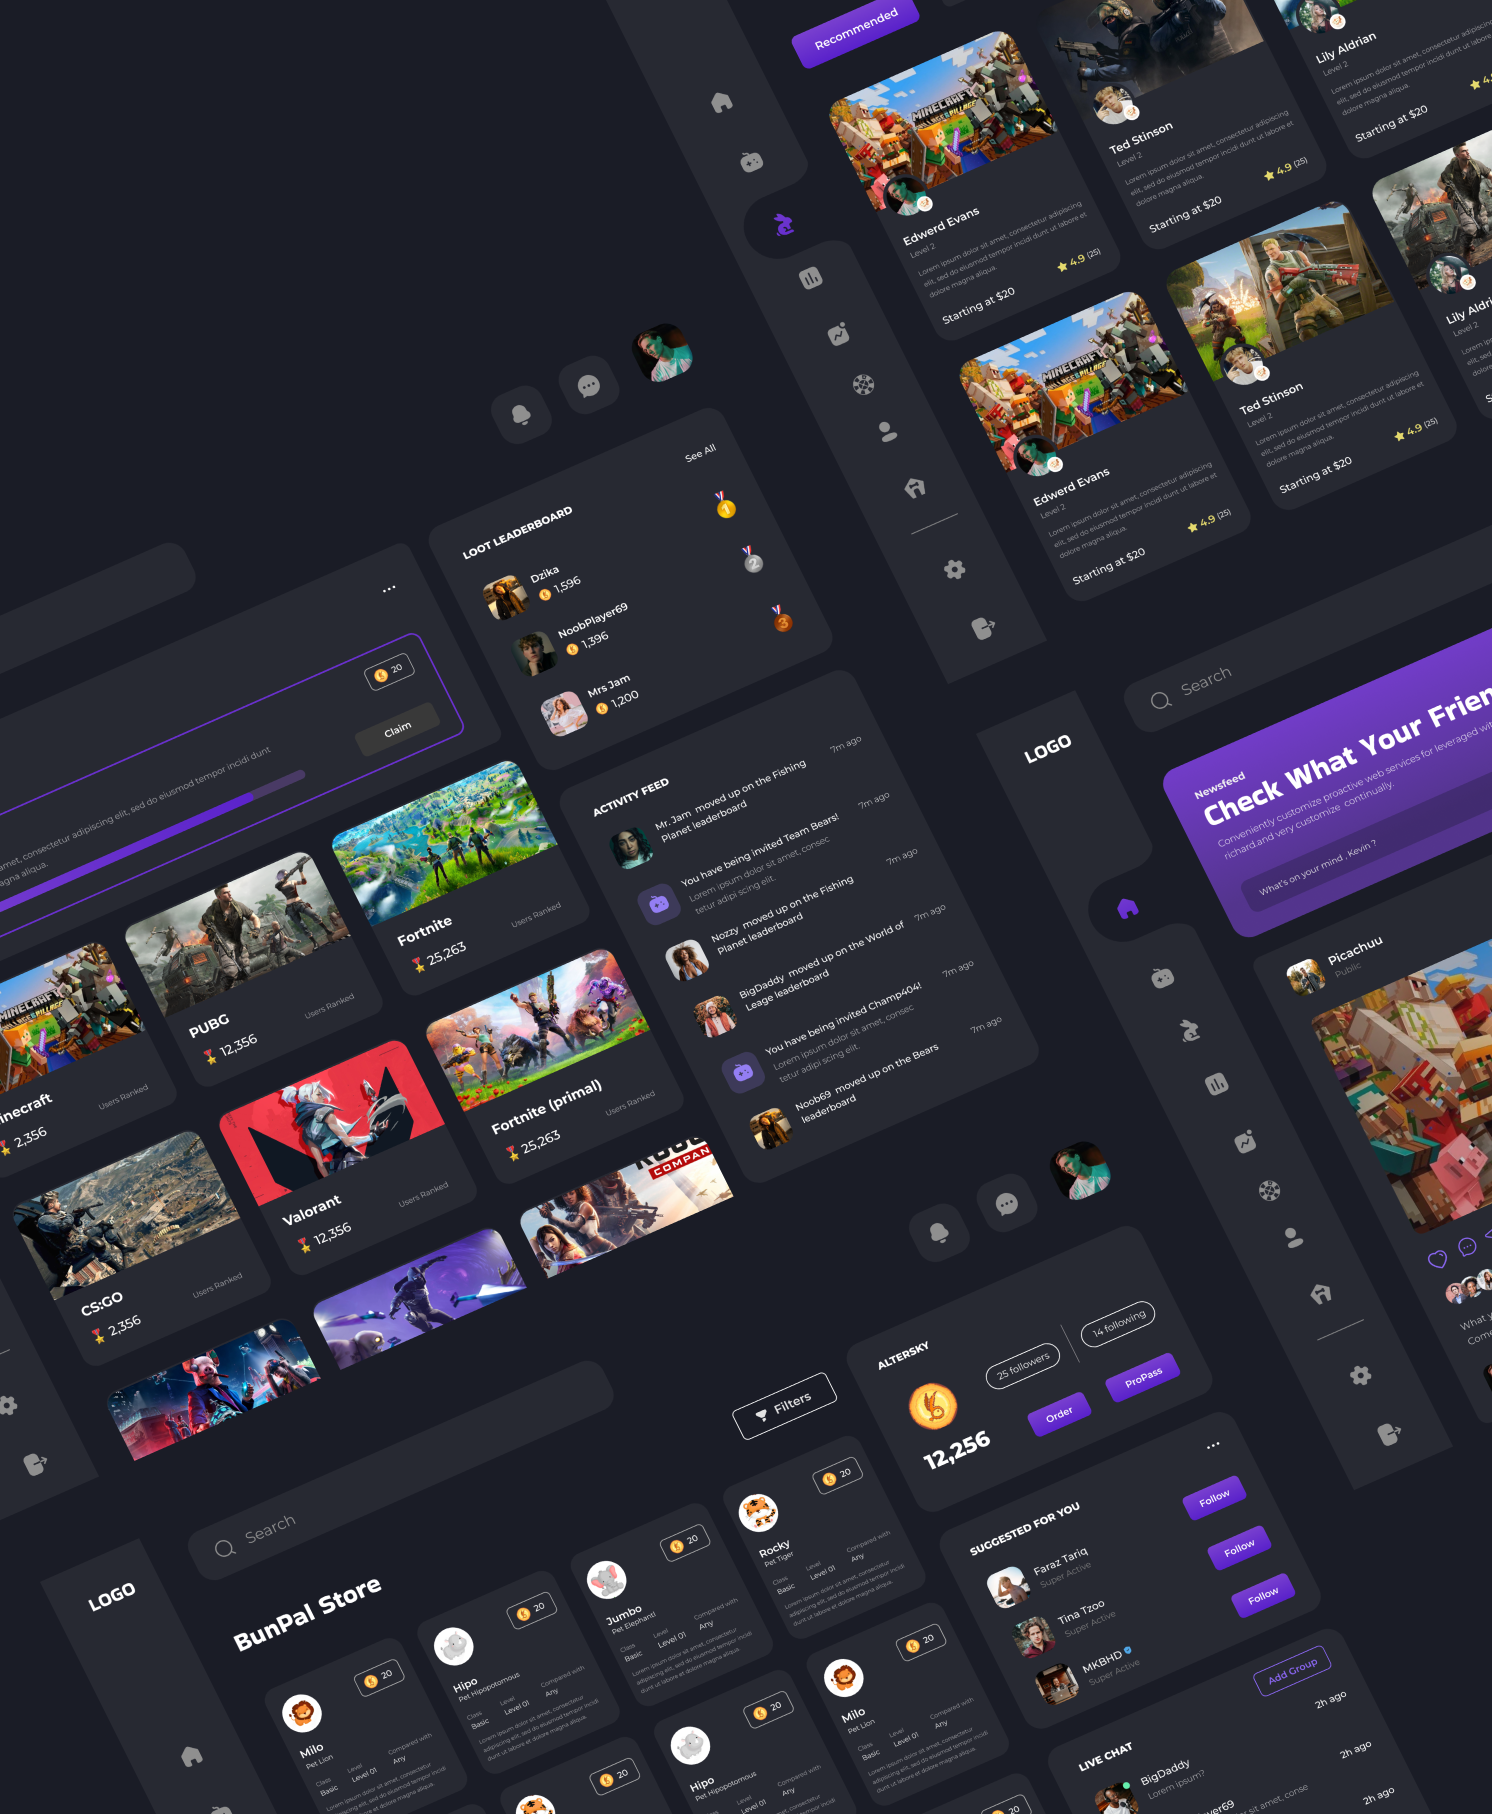 Recommended
MINECRAFT
VILLAGE & PILLAGE
Edwerd Evans
Level 2
Lorem ipsum dolor sit amet, consectetur adipiscing
elit, sed do eiusmod tempor incidi dunt ut labore et
dolore magna aliqua.
4.9 (25)
Starting at $20
Ted Stinson
Level 2
Lorem ipsum dolor sit amet, consectetur adipiscing
elit, sed do eiusmod tempor incidi dunt ut labore et
dolore magna aliqua.
4.9 (25)
Starting at $20
Lily Aldrian
Level 2
Lorem ipsum dolor sit amet, consectetur
elit, sed do eiusmod tempor incidi dunt ut labore et
dolore magna aliqua.
Starting at $20
MINECRAFT
VILLAGE & PILLAGE
Edwerd Evans
Level 2
Lorem ipsum dolor sit amet, consectetur adipiscing
elit, sed do eiusmod tempor incidi dunt ut labore et
dolore magna aliqua.
4.9 (25)
Starting at $20
Ted Stinson
Level 2
Lorem ipsum dolor sit amet, consectetur adipiscing
elit, sed do eiusmod tempor incidi dunt ut labore et
dolore magna aliqua.
4.9 (25)
Starting at $20
Level 2
See All
LOOT LEADERBOARD
Dzika
1,596
1
NoobPlayer69
1,396
2
Mrs Jam
1,200
3
20
Claim
amet, consectetur adipiscing elit, sed do eiusmod tempor incidi dunt
aliqua.
ACTIVITY FEED
Mr. Jam moved up on the Fishing
Planet leaderboard
7m ago
You have being invited Team Bears!
Lorem ipsum dolor sit amet, consec
tetur adipi scing elit.
7m ago
Nozzy moved up on the Fishing
Planet leaderboard
7m ago
BigDaddy moved up on the World of
Leage leaderboard
7m ago
You have being invited Champ404!
Lorem ipsum dolor sit amet, consec
tetur adipi scing elit.
7m ago
Noob69 moved up on the Bears
leaderboard
7m ago
Fortnite
25,263
Users Ranked
PUBG
12,356
Users Ranked
2,356
Users Ranked
Fortnite (primal)
25,263
Users Ranked
Valorant
12,356
Users Ranked
CS:GO
2,356
Users Ranked
LOGO
Search
Newsfeed
Check What Your
Conveniently customize proactive web services for leveraged
richard.and very customize continually.
What's on your mind , Kevin ?
Picachuu
Public
ALTERSKY
25 followers
14 following
12,256
Order
ProPass
SUGGESTED FOR YOU
Faraz Tariq
Super Active
Follow
Tina Tzoo
Super Active
Follow
MKBHD
Super Active
Follow
Add Group
LIVE CHAT
BigDaddy
Lorem ipsum?
2h ago
2h ago
2h ago
LOGO
Search
Filters
BunPal Store
Milo
Pet Lion
20
Class
Basic
Level
Level 01
Compared with
Any
Lorem ipsum dolor sit amet, consectetur
adipiscing elit, sed do eiusmod tempor incidi
dunt ut labore et dolore magna aliqua.
Hipo
Pet Hipopotomous
20
Class
Basic
Level
Level 01
Compared with
Any
Lorem ipsum dolor sit amet, consectetur
adipiscing elit, sed do eiusmod tempor incidi
dunt ut labore et dolore magna aliqua.
Jumbo
Pet Elephant
20
Class
Basic
Level
Level 01
Compared with
Any
Lorem ipsum dolor sit amet, consectetur
adipiscing elit, sed do eiusmod tempor incidi
dunt ut labore et dolore magna aliqua.
Rocky
Pet Tiger
20
Class
Basic
Level
Level 01
Compared with
Any
Lorem ipsum dolor sit amet, consectetur
adipiscing elit, sed do eiusmod tempor incidi
dunt ut labore et dolore magna aliqua.
Milo
Pet Lion
20
Class
Basic
Level
Level 01
Compared with
Any
Lorem ipsum dolor sit amet, consectetur
adipiscing elit, sed do eiusmod tempor incidi
dunt ut labore et dolore magna aliqua.
Hipo
Pet Hipopotomous
20
Class
Basic
Level
Level 01
Compared with
Any
Lorem ipsum dolor sit amet, consectetur
20
20